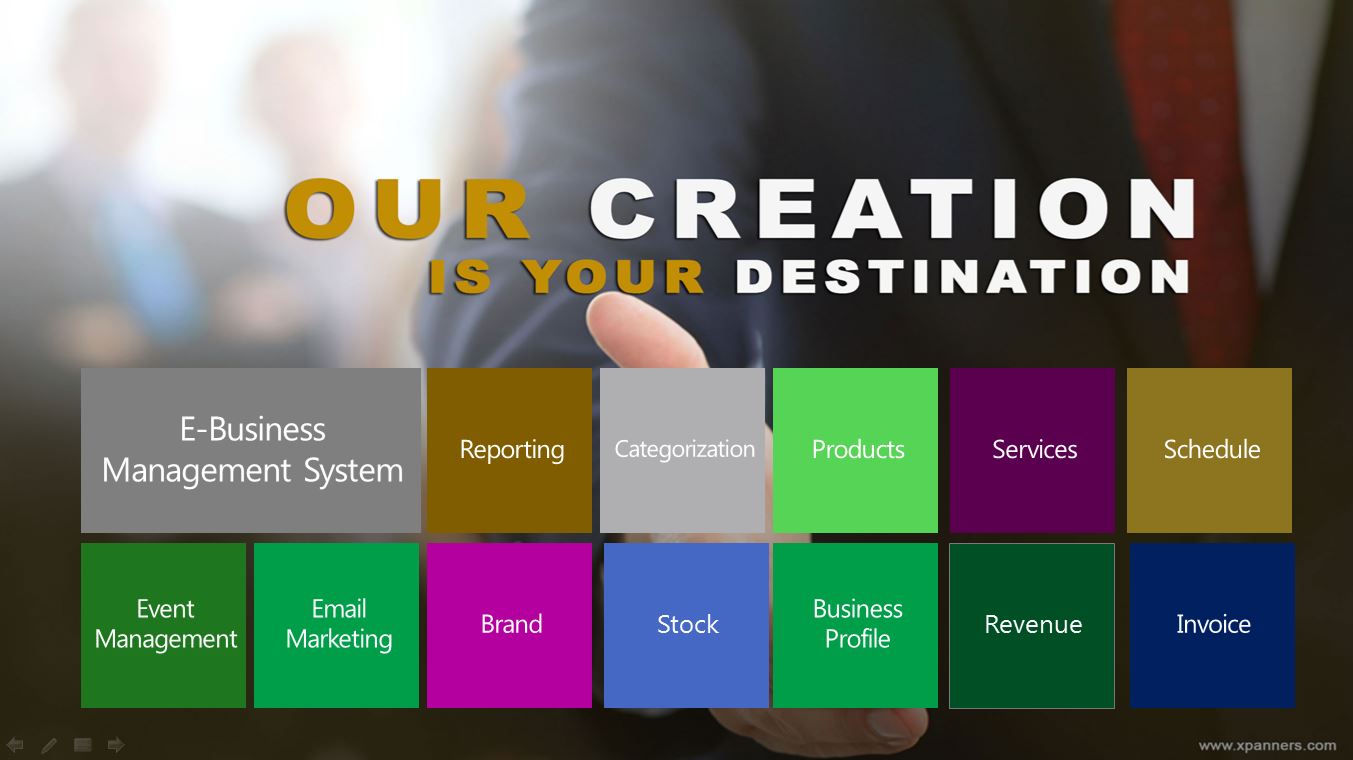 OUR CREATION
IS YOUR DESTINATION
E-Business
Management System
Reporting
Categorization
Products
Services
Schedule
Event
Management
Email
Marketing
Brand
Stock
Business
Profile
Revenue
Invoice
www.xpanners.com